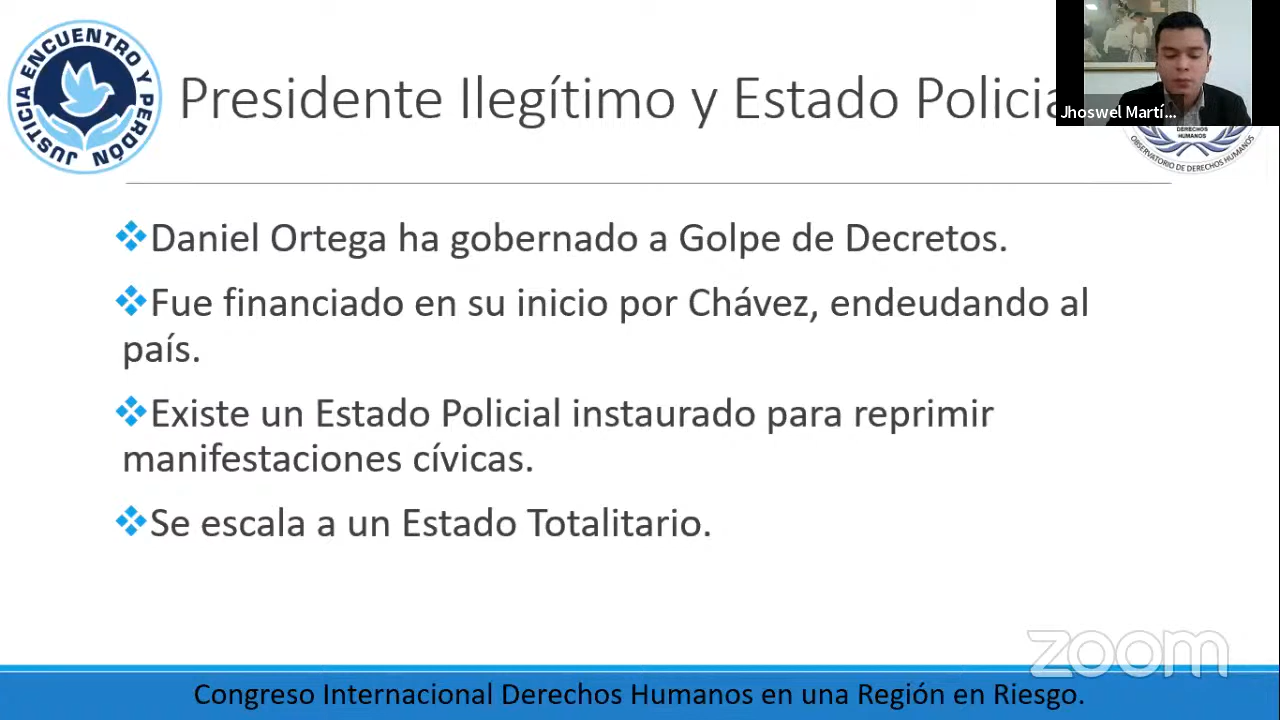 JUSTICIA ENCUENTRO Y PERDÓN
Presidente Ilegítimo y Estado Policia
Jhoswel Martí...
DERECHOS
HUMANOS
OBSERVATORIO DE DERECHOS HUMANOS
Daniel Ortega ha gobernado a Golpe de Decretos.
Fue financiado en su inicio por Chávez, endeudando al
país.
Existe un Estado Policial instaurado para reprimir
manifestaciones cívicas.
Se escala a un Estado Totalitario.
zoom
Congreso Internacional Derechos Humanos en una Región en Riesgo.